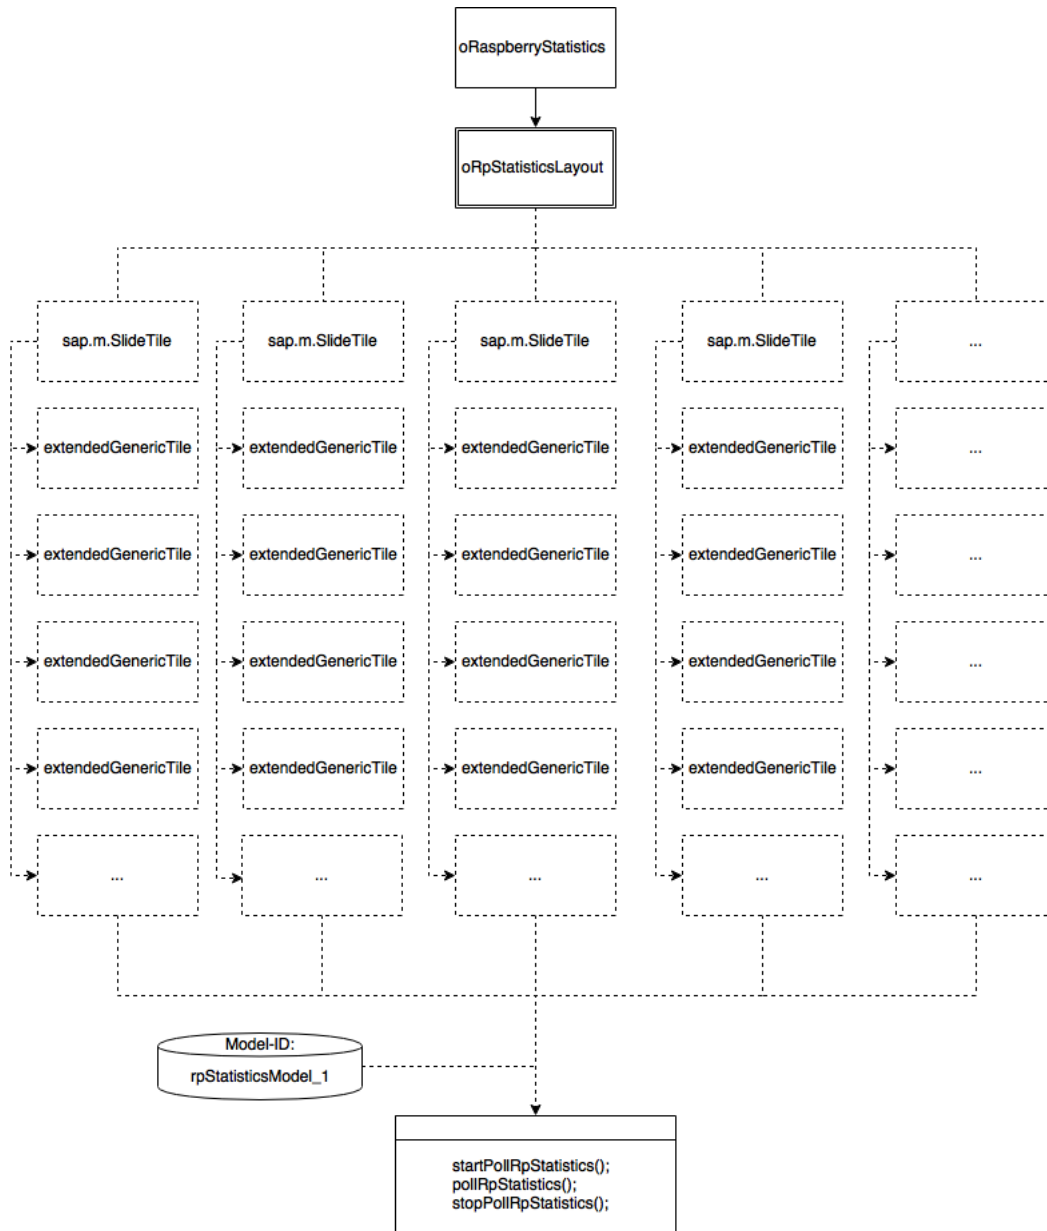 oRaspberryStatistics
oRpStatisticsLayout
sap.m.SlideTile
sap.m.SlideTile
sap.m.SlideTile
sap.m.SlideTile
...
extendedGenericTile
extendedGenericTile
extendedGenericTile
extendedGenericTile
...
extendedGenericTile
extendedGenericTile
extendedGenericTile
extendedGenericTile
...
extendedGenericTile
extendedGenericTile
extendedGenericTile
extendedGenericTile
...
extendedGenericTile
extendedGenericTile
extendedGenericTile
extendedGenericTile
...
...
...
...
...
...
Model-ID:
rpStatisticsModel_1
startPollRpStatistics();
pollRpStatistics();
stopPollRpStatistics();